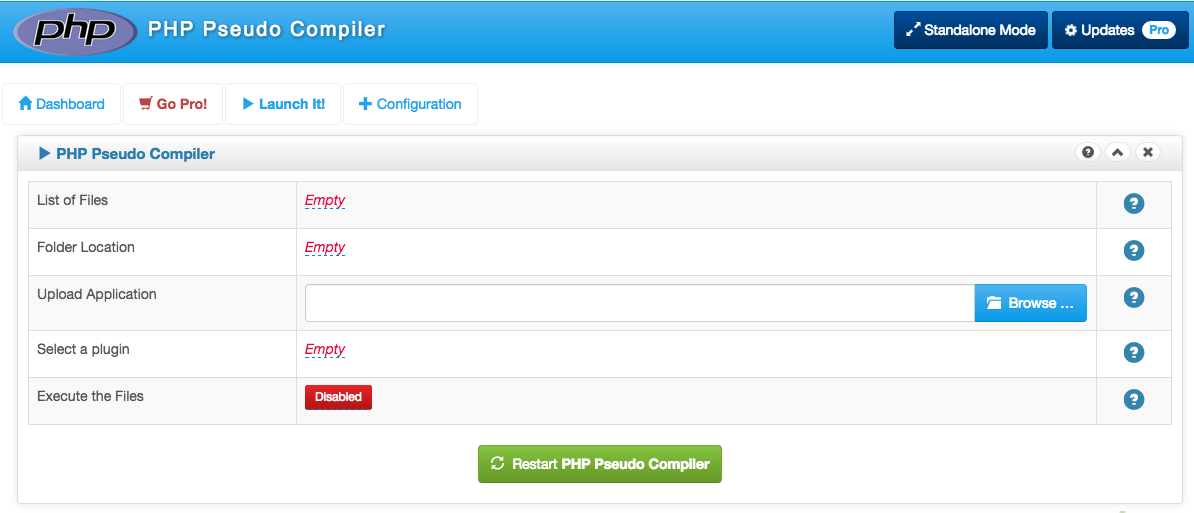 php PHP Pseudo Compiler Standalone Mode Updates Pro
Dashboard Go Pro! Launch It! Configuration
PHP Pseudo Compiler
List of Files Empty
Folder Location Empty
Upload Application Browse ...
Select a plugin Empty
Execute the Files Disabled
Restart PHP Pseudo Compiler